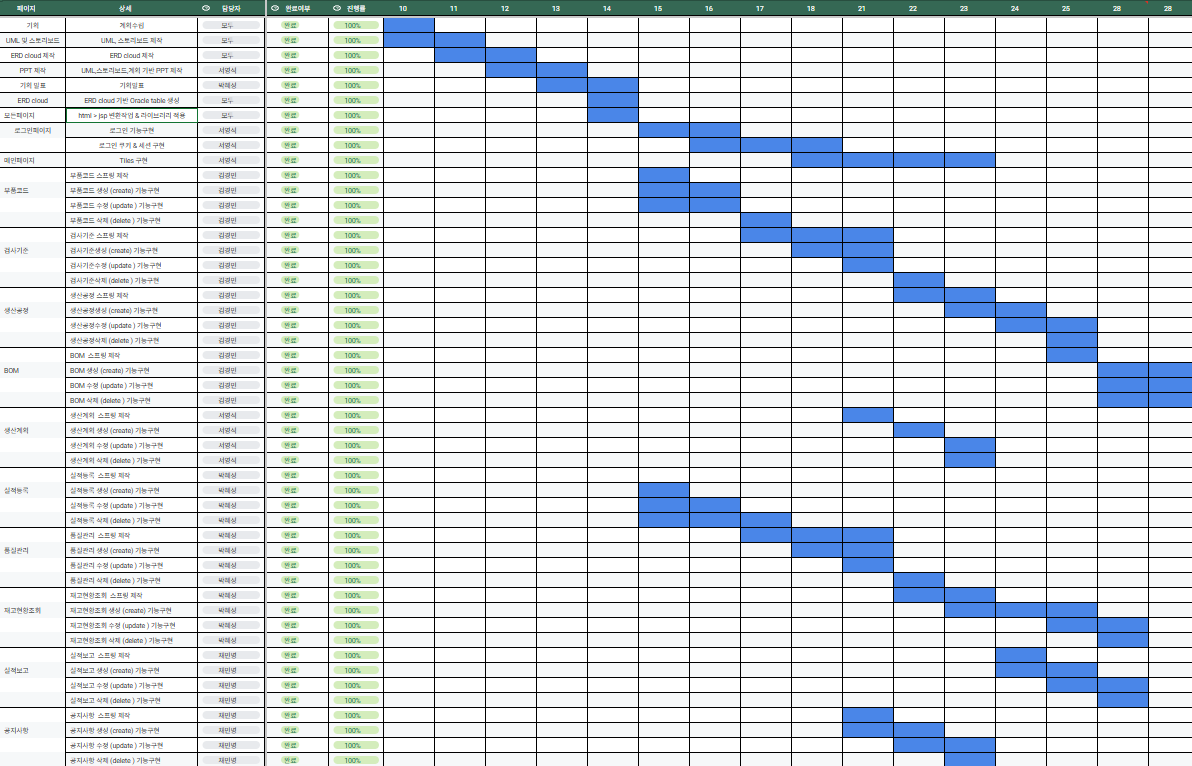 페이지 상세 담당자 완료여부 진행률 10 11 12 13 14 15 16 17 18 21 22 23 24 25 28 28
기획 계획수립 모두 완료 100%
UML 및 스토리보드 UML, 스토리보드 제작 모두 완료 100%
ERD cloud 제작 ERD cloud 제작 모두 완료 100%
PPT 제작 UML,스토리보드,계획 기반 PPT 제작 서영식 완료 100%
기획 발표 기획발표 박혜성 완료 100%
ERD cloud ERD cloud 기반 Oracle table 생성 모두 완료 100%
모든페이지 html > jsp 변환작업 & 라이브러리 적용 모두 완료 100%
로그인페이지 로그인 기능구현 서영식 완료 100%
로그인 쿠키 & 세션 구현 서영식 완료 100%
메인페이지 Tiles 구현 서영식 완료 100%
부품코드 스프링 제작 김경민 완료 100%
부품코드 부품코드 생성 (create) 기능구현 김경민 완료 100%
부품코드 수정 (update ) 기능구현 김경민 완료 100%
부품코드 삭제 (delete ) 기능구현 김경민 완료 100%
검사기준 스프링 제작 김경민 완료 100%
검사기준 검사기준생성 (create) 기능구현 김경민 완료 100%
검사기준수정 (update ) 기능구현 김경민 완료 100%
검사기준삭제 (delete ) 기능구현 김경민 완료 100%
생산공정 스프링 제작 김경민 완료 100%
생산공정 생산공정생성 (create) 기능구현 김경민 완료 100%
생산공정수정 (update ) 기능구현 김경민 완료 100%
생산공정삭제 (delete ) 기능구현 김경민 완료 100%
BOM 스프링 제작 김경민 완료 100%
BOM BOM 생성 (create) 기능구현 김경민 완료 100%
BOM 수정 (update ) 기능구현 김경민 완료 100%
BOM 삭제 (delete ) 기능구현 김경민 완료 100%
생산계획 스프링 제작 서영식 완료 100%
생산계획 생산계획 생성 (create) 기능구현 서영식 완료 100%
생산계획 수정 (update ) 기능구현 서영식 완료 100%
생산계획 삭제 (delete ) 기능구현 서영식 완료 100%
실적등록 스프링 제작 박혜성 완료 100%
실적등록 실적등록 생성 (create) 기능구현 박혜성 완료 100%
실적등록 수정 (update ) 기능구현 박혜성 완료 100%
실적등록 삭제 (delete ) 기능구현 박혜성 완료 100%
품질관리 스프링 제작 박혜성 완료 100%
품질관리 품질관리 생성 (create) 기능구현 박혜성 완료 100%
품질관리 수정 (update ) 기능구현 박혜성 완료 100%
품질관리 삭제 (delete ) 기능구현 박혜성 완료 100%
재고현황조회 스프링 제작 박혜성 완료 100%
재고현황조회 재고현황조회 생성 (create) 기능구현 박혜성 완료 100%
재고현황조회 수정 (update ) 기능구현 박혜성 완료 100%
재고현황조회 삭제 (delete ) 기능구현 박혜성 완료 100%
실적보고 스프링 제작 채민영 완료 100%
실적보고 실적보고 생성 (create) 기능구현 채민영 완료 100%
실적보고 수정 (update ) 기능구현 채민영 완료 100%
실적보고 삭제 (delete ) 기능구현 채민영 완료 100%
공지사항 스프링 제작 채민영 완료 100%
공지사항 공지사항 생성 (create) 기능구현 채민영 완료 100%
공지사항 수정 (update ) 기능구현 채민영 완료 100%
공지사항 삭제 (delete ) 기능구현 채민영 완료 100%